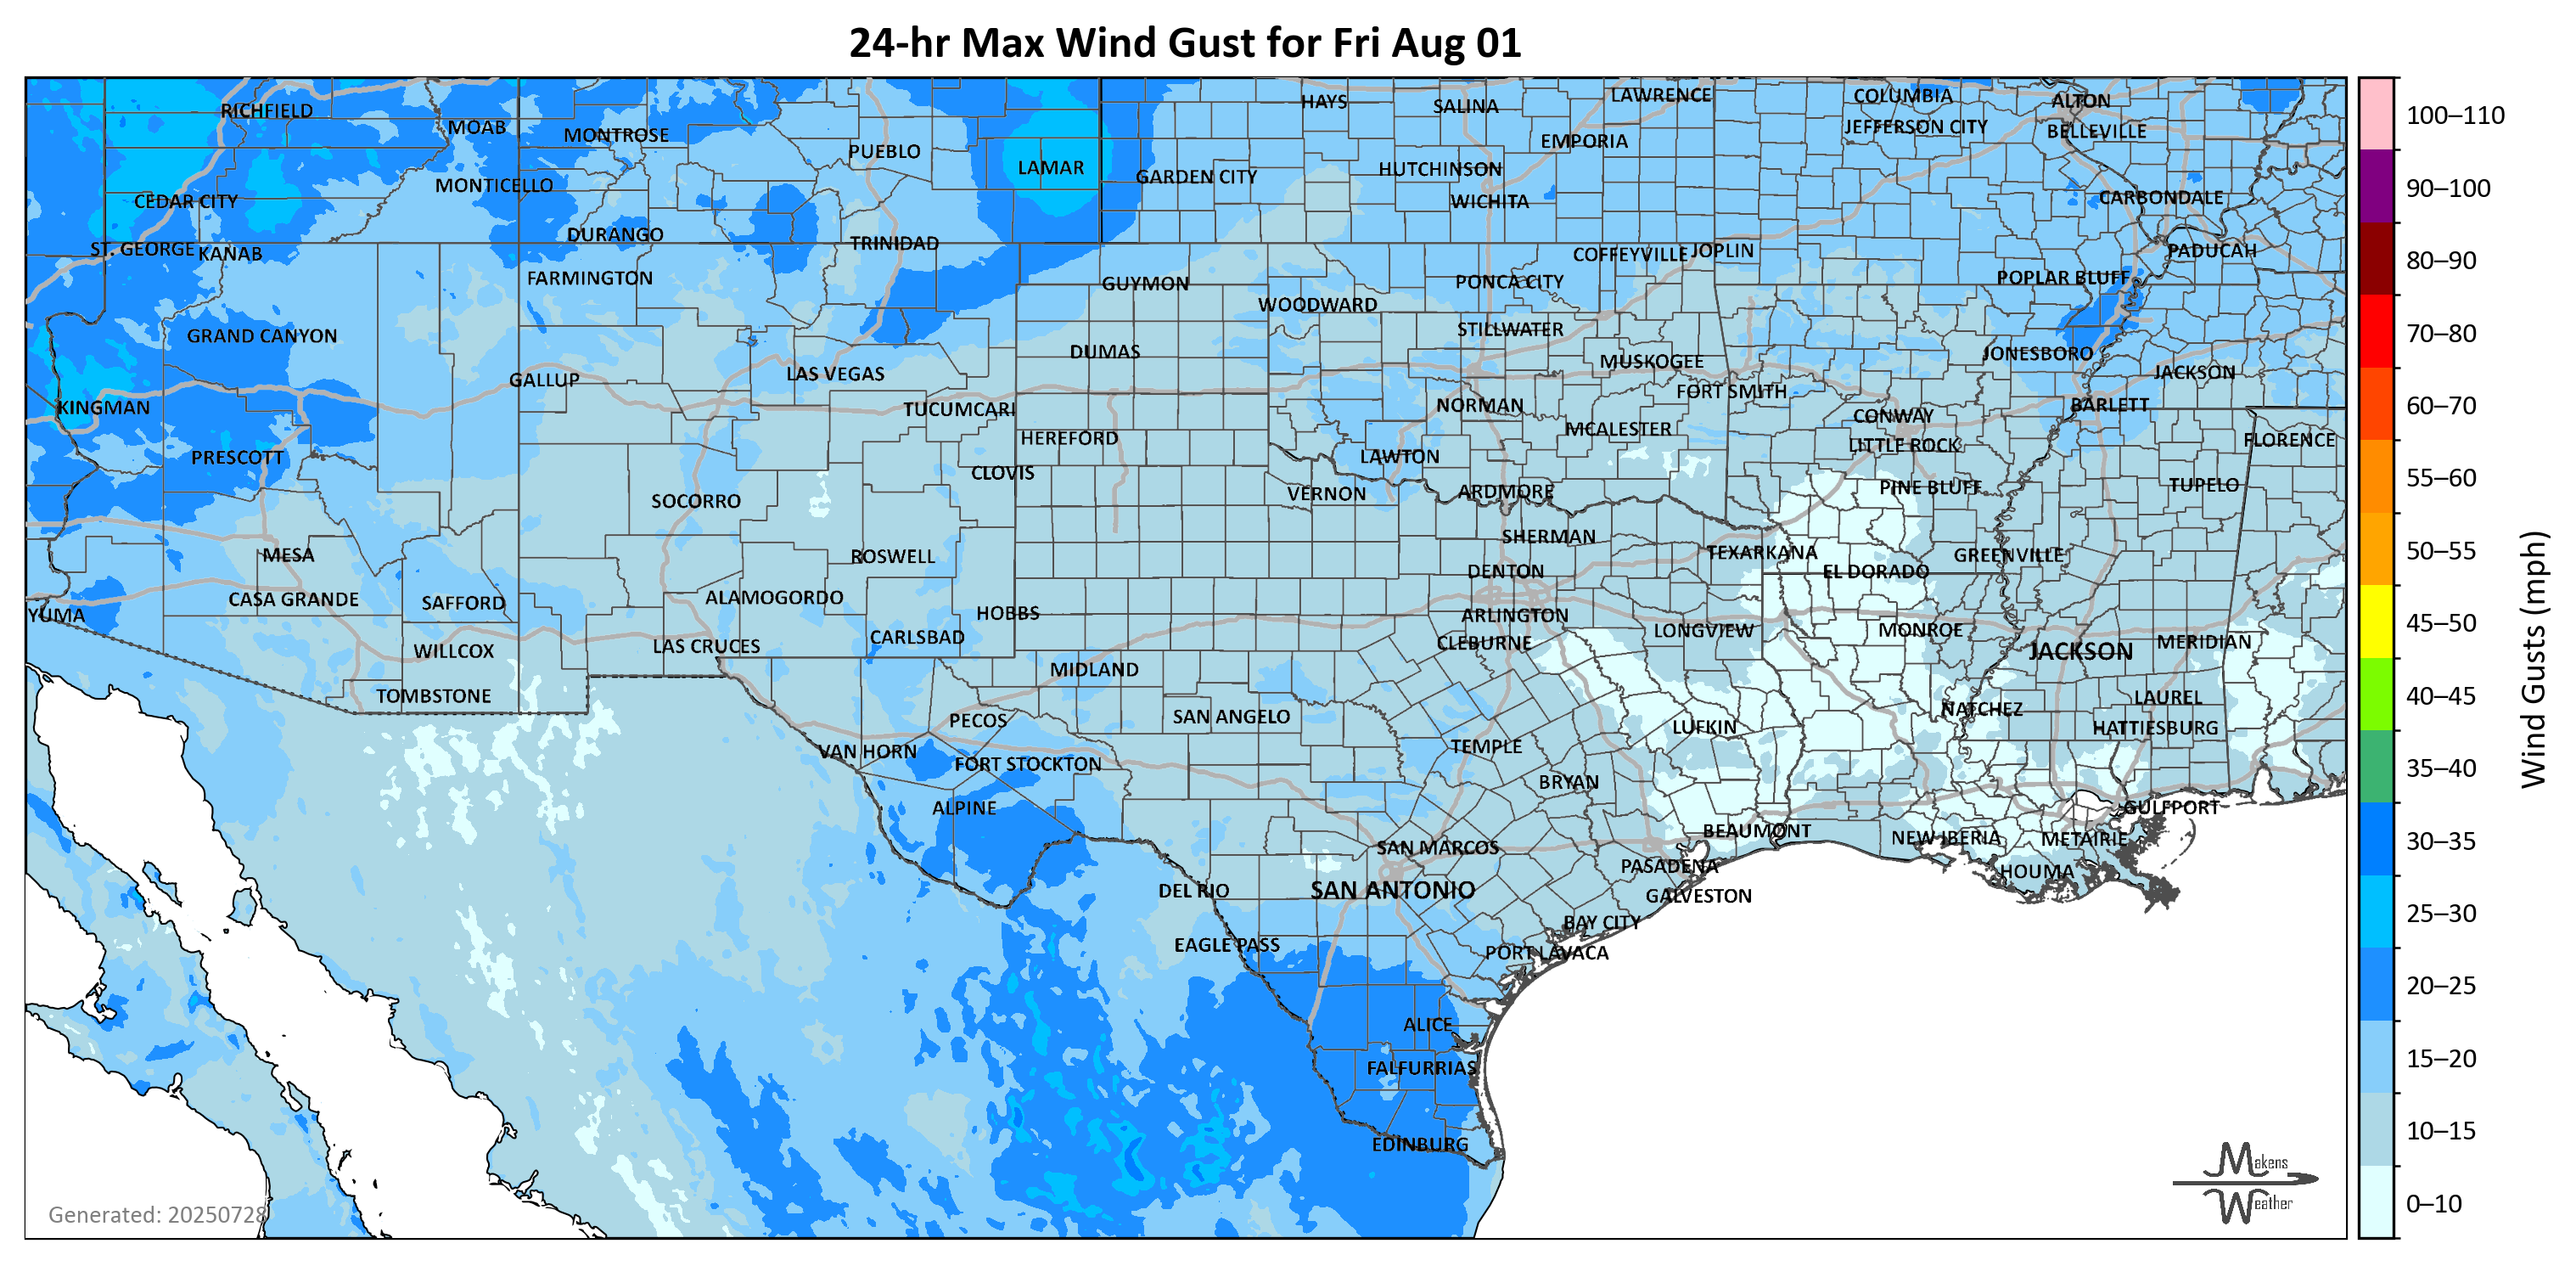 24-hr Max Wind Gust for Fri Aug 01
RICHFIELD
MOAB
MONTROSE
PUEBLO
LAMAR
HAYS
SALINA
LAWRENCE
COLUMBIA
ALTON
JEFFERSON CITY
BELLEVILLE
EMPORIA
HUTCHINSON
GARDEN CITY
MONTICELLO
CEDAR CITY
WICHITA
CARBONDALE
DURANGO
TRINIDAD
ST. GEORGE
KANAB
COFFEYVILLE
JOPLIN
PADUCAH
FARMINGTON
GUYMON
PONCA CITY
POPLAR BLUFF
WOODWARD
GRAND CANYON
STILLWATER
DUMAS
MUSKOGEE
JONESBORO
GALLUP
LAS VEGAS
JACKSON
FORT SMITH
KINGMAN
TUCUMCARI
NORMAN
BARLETT
CONWAY
HEREFORD
MCALESTER
LITTLE ROCK
FLORENCE
PRESCOTT
LAWTON
CLOVIS
PINE BLUFF
TUPELO
SOCORRO
VERNON
ARDMORE
SHERMAN
MESA
ROSWELL
TEXARKANA
GREENVILLE
DENTON
EL DORADO
CASA GRANDE
SAFFORD
ALAMOGORDO
HOBBS
ARLINGTON
YUMA
CARLSBAD
LONGVIEW
MONROE
CLEBURNE
MERIDIAN
LAS CRUCES
WILLCOX
JACKSON
MIDLAND
TOMBSTONE
LAUREL
NATCHEZ
PECOS
SAN ANGELO
LUFKIN
HATTIESBURG
VAN HORN
TEMPLE
FORT STOCKTON
BRYAN
ALPINE
GULFPORT
BEAUMONT
NEW IBERIA
METAIRIE
SAN MARCOS
PASADENA
HOUMA
DEL RIO
SAN ANTONIO
GALVESTON
BAY CITY
EAGLE PASS
PORT LAVACA
ALICE
FALFURRIAS
EDINBURG
Generated: 20250728
Makens
Weather
100–110
90–100
80–90
70–80
60–70
55–60
50–55
45–50
40–45
35–40
30–35
25–30
20–25
15–20
10–15
0–10
Wind Gusts (mph)